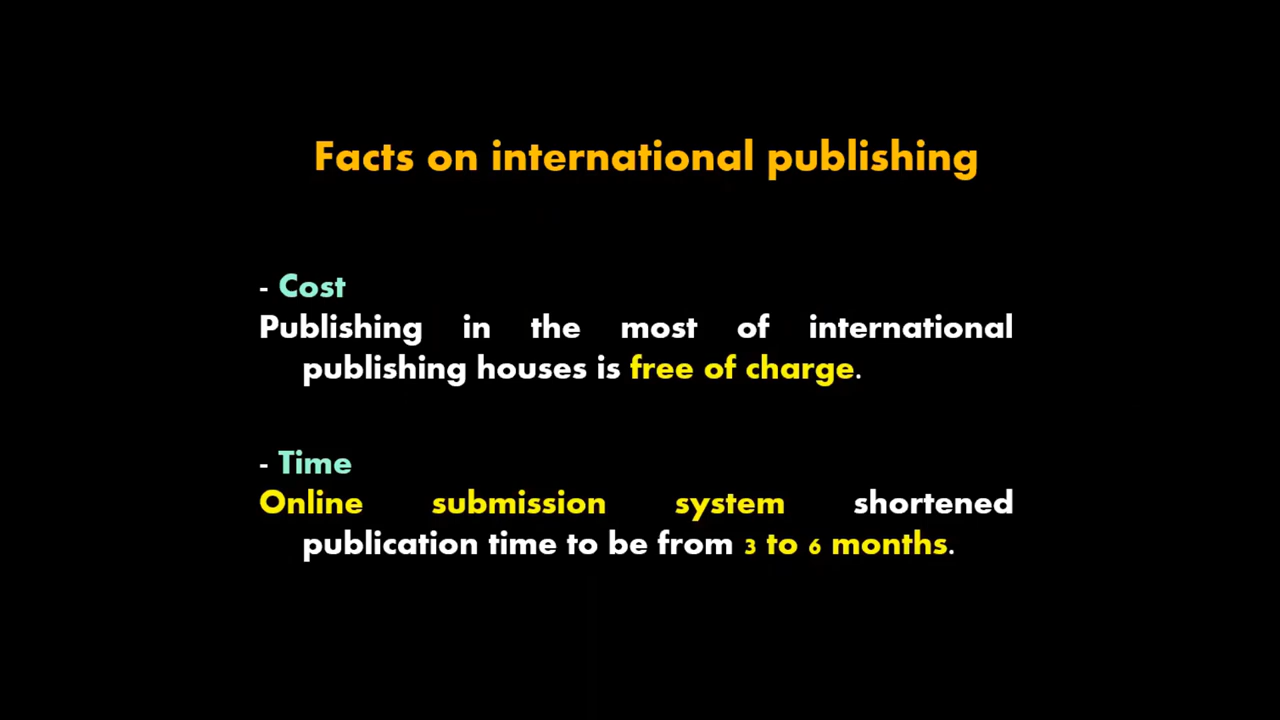 Facts on international publishing
- Cost
Publishing in the most of international
publishing houses is free of charge.
- Time
Online submission system shortened
publication time to be from 3 to 6 months.